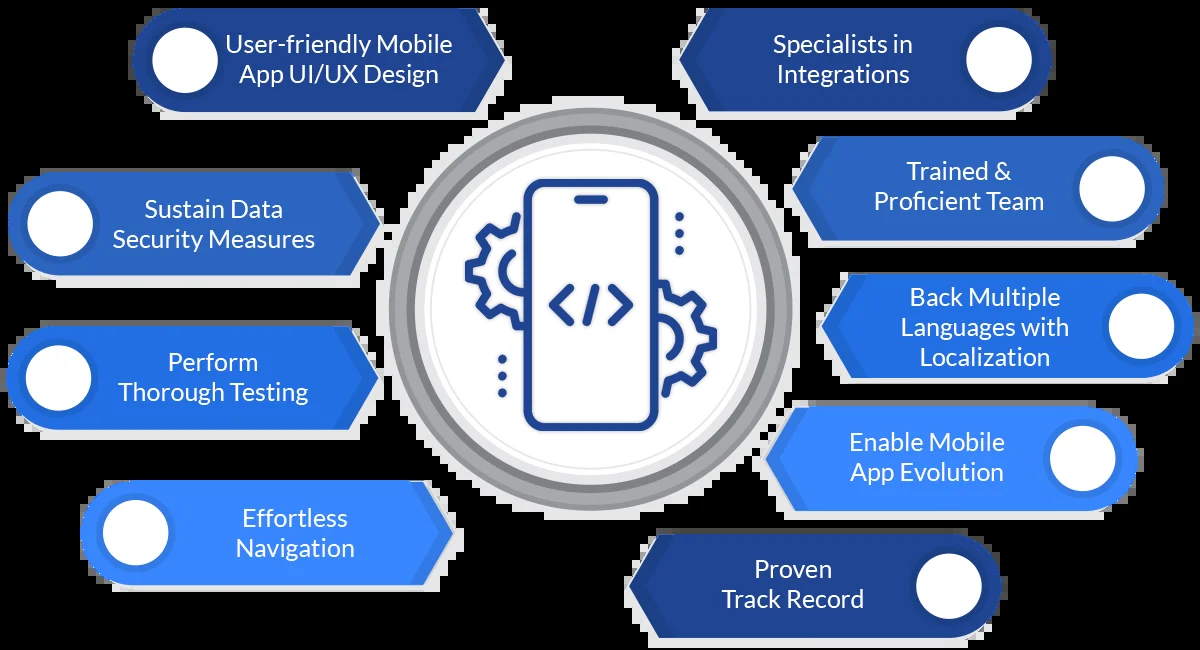 User-friendly Mobile
App UI/UX Design
Sustain Data
Security Measures
Perform
Thorough Testing
Effortless
Navigation
</>
Specialists in
Integrations
Trained &
Proficient Team
Back Multiple
Languages with
Localization
Enable Mobile
App Evolution
Proven
Track Record